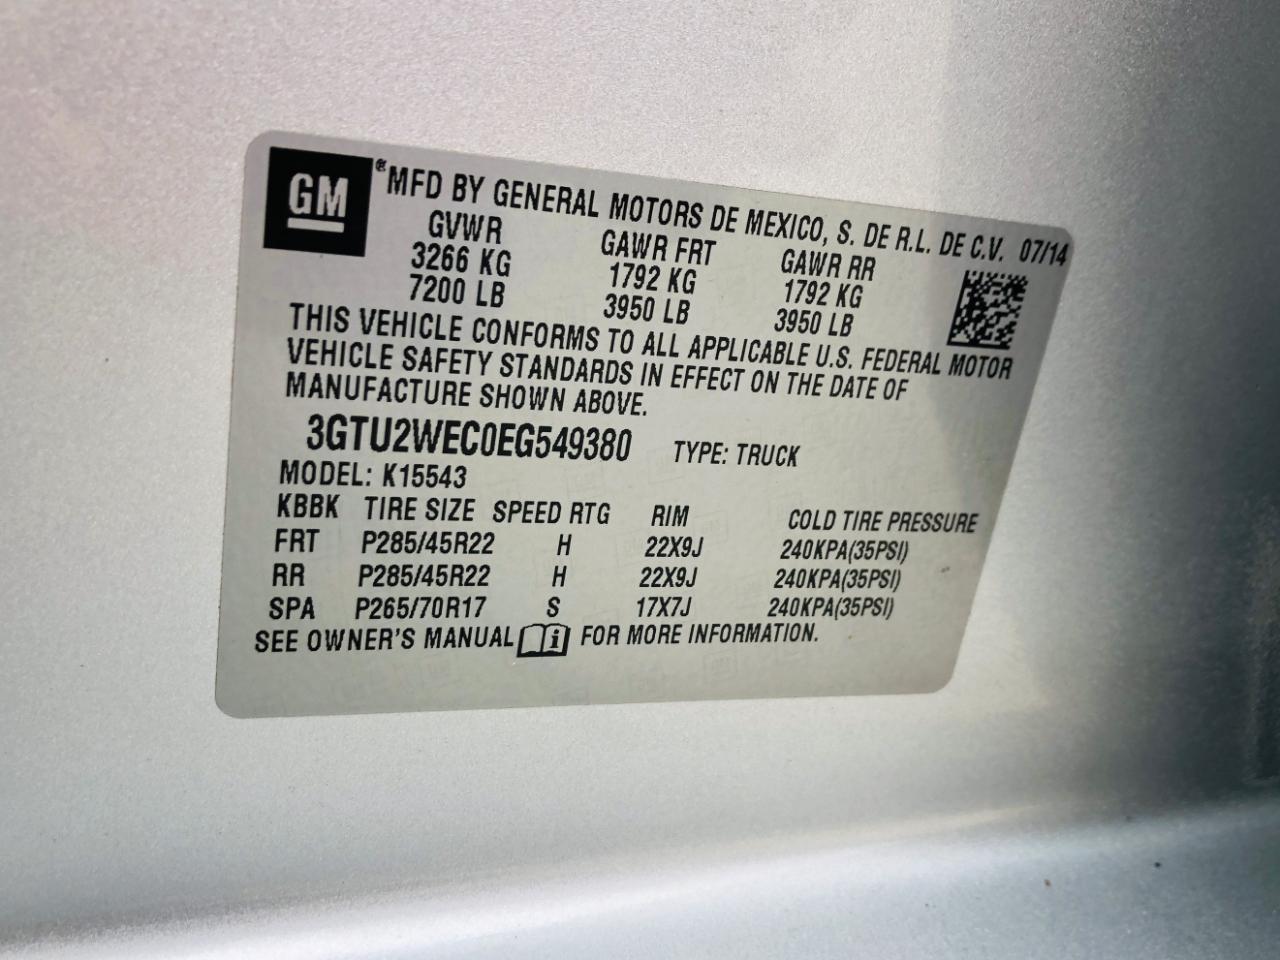 GM ® MFD BY GENERAL MOTORS DE MEXICO, S. DE R.L. DE C.V. 07/14
GVWR GAWR FRT GAWR RR
3266 KG 1792 KG 1792 KG
7200 LB 3950 LB 3950 LB
THIS VEHICLE CONFORMS TO ALL APPLICABLE U.S. FEDERAL MOTOR
VEHICLE SAFETY STANDARDS IN EFFECT ON THE DATE OF
MANUFACTURE SHOWN ABOVE.
3GTU2WEC0EG549380 TYPE: TRUCK
MODEL: K15543
KBBK TIRE SIZE SPEED RTG RIM COLD TIRE PRESSURE
FRT P285/45R22 H 22X9J 240KPA(35PSI)
RR P285/45R22 H 22X9J 240KPA(35PSI)
SPA P265/70R17 S 17X7J 240KPA(35PSI)
SEE OWNER'S MANUAL i FOR MORE INFORMATION.